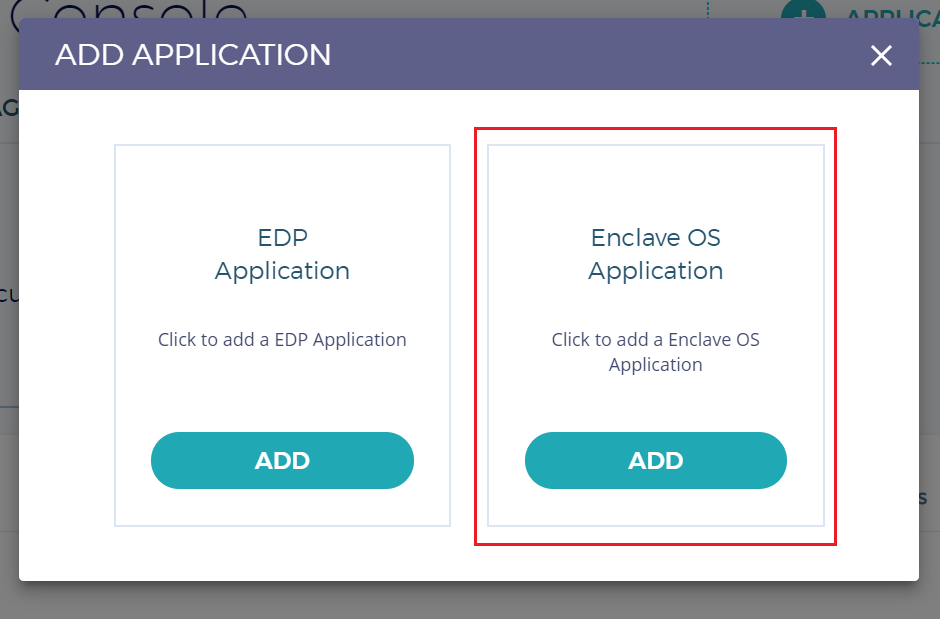 Console
ADD APPLICATION
EDP
Application
Click to add a EDP Application
ADD
Enclave OS
Application
Click to add a Enclave OS
Application
ADD